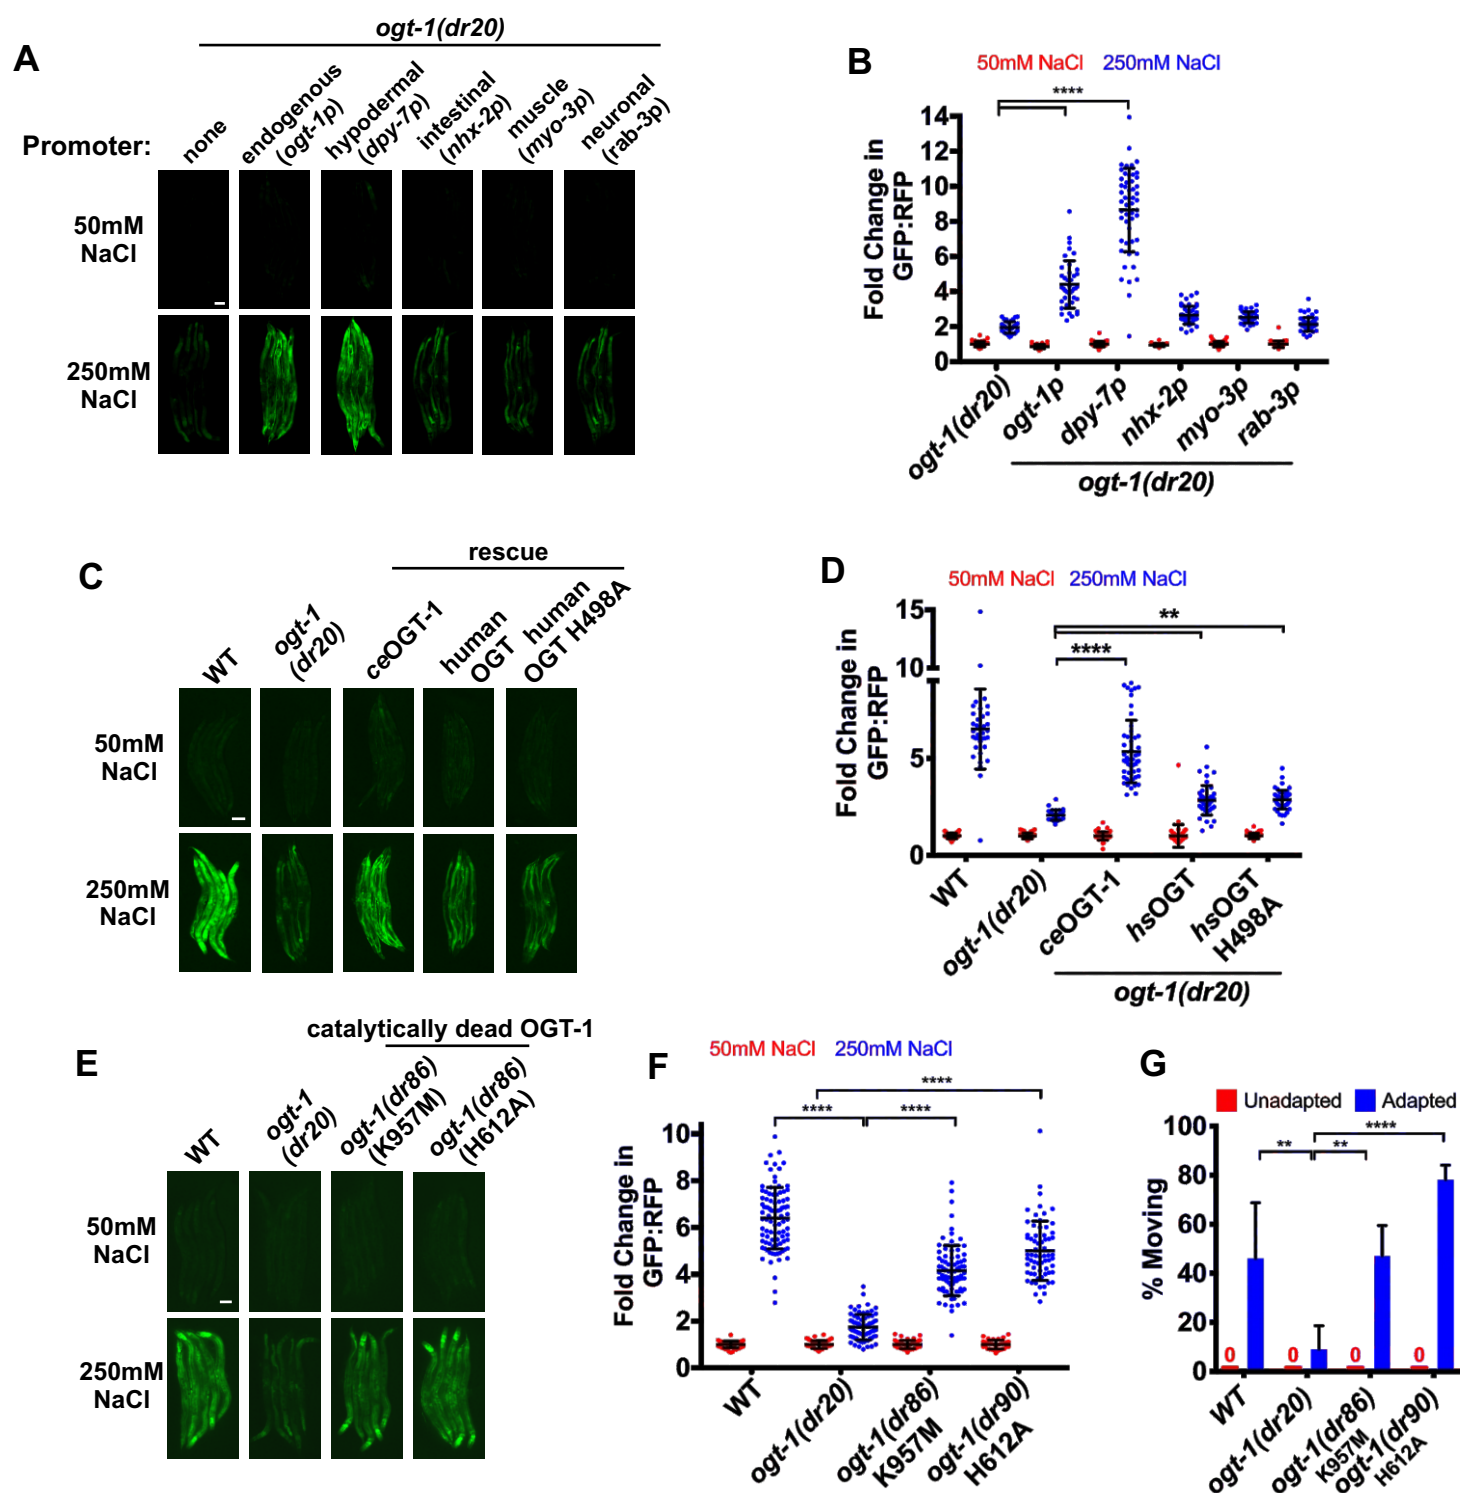 A
ogt-1(dr20)
Promoter:
none
endogenous
(ogt-1p)
hypodermal
(dpy-7p)
intestinal
(nhx-2p)
muscle
(myo-3p)
neuronal
(rab-3p)
50mM
NaCl
250mM
NaCl
B
50mM NaCl 250mM NaCl
****
Fold Change in
GFP:RFP
14
12
10
8
6
4
2
0
ogt-1(dr20)
ogt-1p
dpy-7p
nhx-2p
myo-3p
rab-3p
ogt-1(dr20)
C
rescue
WT
ogt-1
(dr20)
ceOGT-1
human
OGT
human
OGT H498A
50mM
NaCl
250mM
NaCl
D
50mM NaCl 250mM NaCl
**
****
Fold Change in
GFP:RFP
15
10
5
0
WT
ogt-1(dr20)
ceOGT-1
hsOGT
hsOGT
H498A
ogt-1(dr20)
E
catalytically dead OGT-1
WT
ogt-1
(dr20)
ogt-1(dr86)
(K957M)
ogt-1(dr86)
(H612A)
50mM
NaCl
250mM
NaCl
F
50mM NaCl 250mM NaCl
****
**** ****
Fold Change in
GFP:RFP
10
8
6
4
2
0
WT
ogt-1(dr20)
ogt-1(dr86)
K957M
ogt-1(dr90)
H612A
G
Unadapted Adapted
****
** **
% Moving
100
80
60
40
20
0
0 0 0 0
WT
ogt-1(dr20)
ogt-1(dr86)
K957M
ogt-1(dr90)
H612A